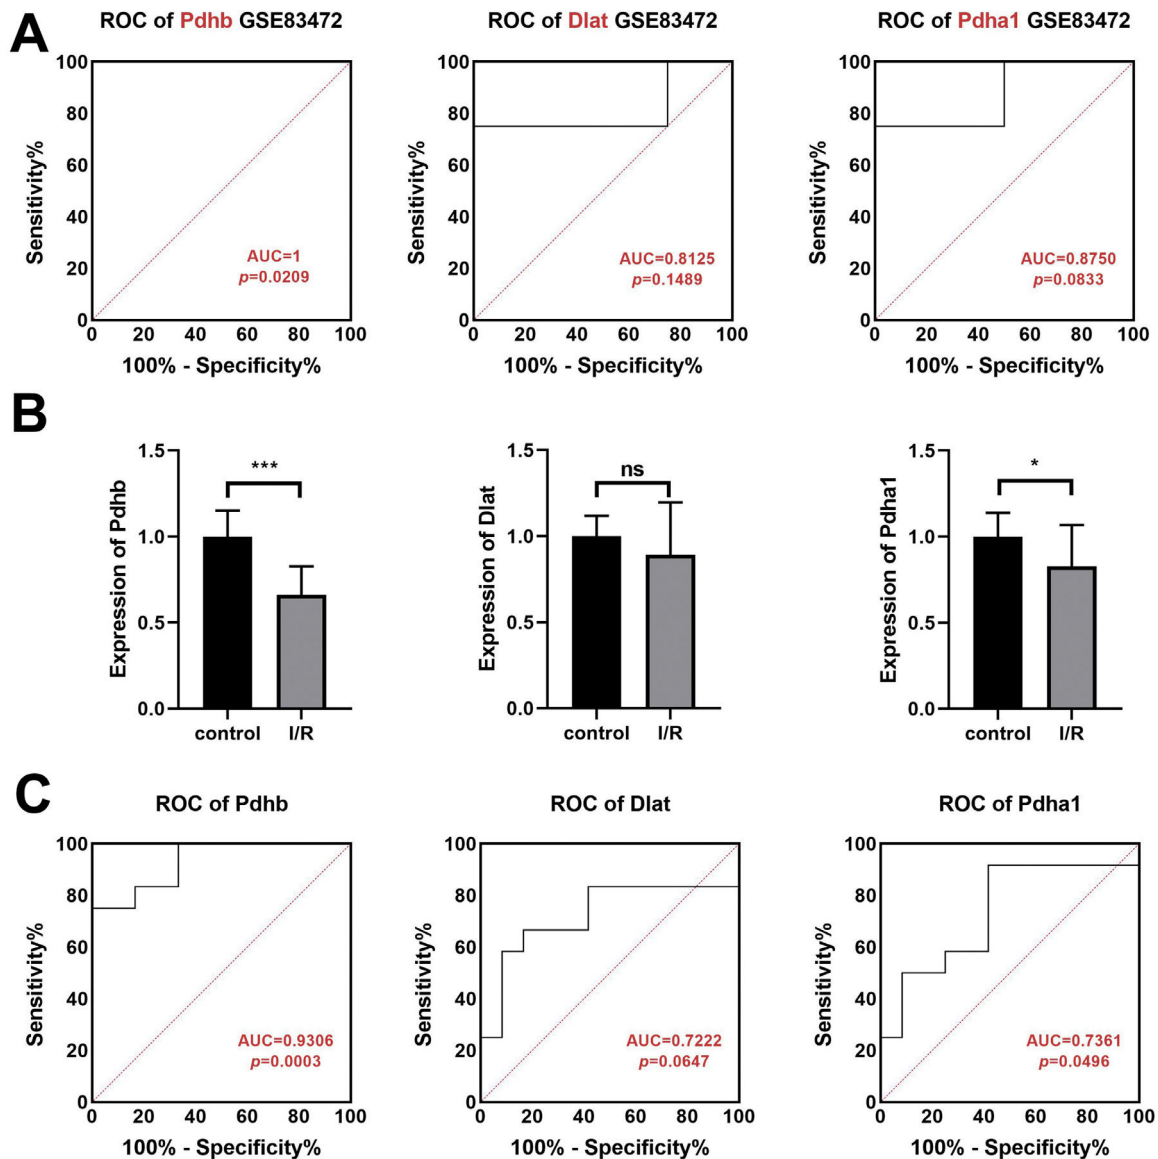 A
ROC of Pdhb GSE83472
ROC of Dlat GSE83472
ROC of Pdha1 GSE83472
Sensitivity%
100
80
60
40
20
0
AUC=1
p=0.0209
0 20 40 60 80 100
100% - Specificity%
Sensitivity%
100
80
60
40
20
0
AUC=0.8125
p=0.1489
0 20 40 60 80 100
100% - Specificity%
Sensitivity%
100
80
60
40
20
0
AUC=0.8750
p=0.0833
0 20 40 60 80 100
100% - Specificity%
B
Expression of Pdhb
1.5
1.0
0.5
0.0
***
control I/R
Expression of Dlat
1.5
1.0
0.5
0.0
ns
control I/R
Expression of Pdha1
1.5
1.0
0.5
0.0
*
control I/R
C
ROC of Pdhb
Sensitivity%
100
80
60
40
20
0
AUC=0.9306
p=0.0003
0 20 40 60 80 100
100% - Specificity%
ROC of Dlat
Sensitivity%
100
80
60
40
20
0
AUC=0.7222
p=0.0647
0 20 40 60 80 100
100% - Specificity%
ROC of Pdha1
Sensitivity%
100
80
60
40
20
0
AUC=0.7361
p=0.0496
0 20 40 60 80 100
100% - Specificity%